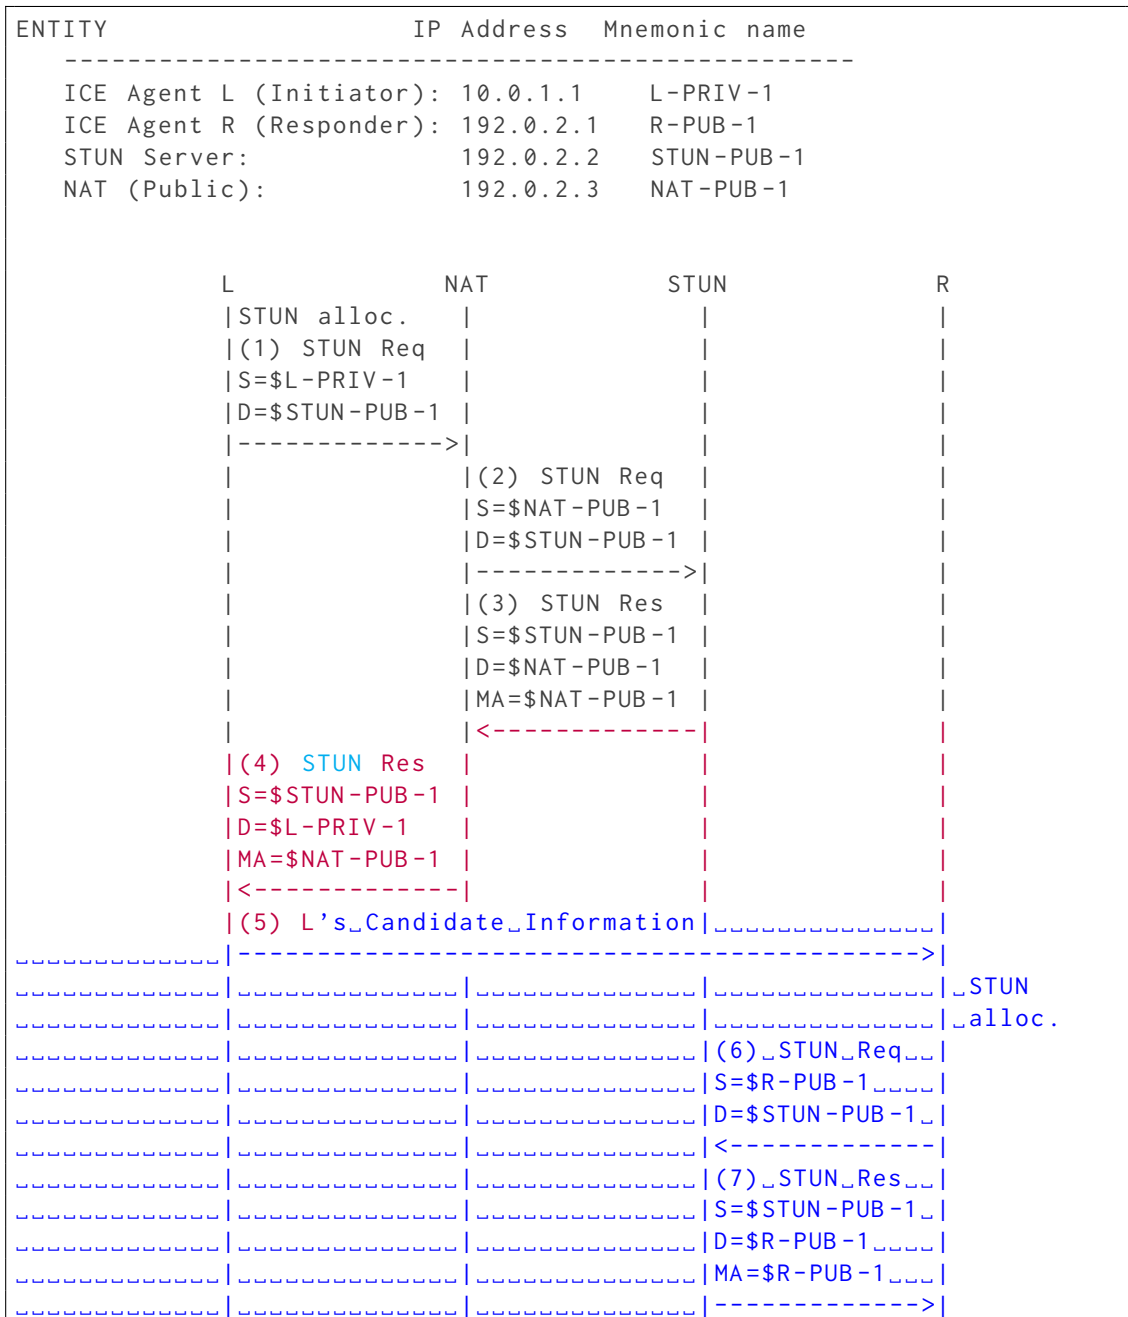 ENTITY                   IP Address  Mnemonic name
   --------------------------------------------------
   ICE Agent L (Initiator): 10.0.1.1    L-PRIV-1
   ICE Agent R (Responder): 192.0.2.1   R-PUB-1
   STUN Server:             192.0.2.2   STUN-PUB-1
   NAT (Public):            192.0.2.3   NAT-PUB-1

             L             NAT           STUN             R
             |STUN alloc.   |              |              |
             |(1) STUN Req  |              |              |
             |S=$L-PRIV-1   |              |              |
             |D=$STUN-PUB-1 |              |              |
             |------------->|              |              |
             |              |(2) STUN Req  |              |
             |              |S=$NAT-PUB-1  |              |
             |              |D=$STUN-PUB-1 |              |
             |              |------------->|              |
             |              |(3) STUN Res  |              |
             |              |S=$STUN-PUB-1 |              |
             |              |D=$NAT-PUB-1  |              |
             |              |MA=$NAT-PUB-1 |              |
             |              |<-------------|              |
             |(4) STUN Res  |              |              |
             |S=$STUN-PUB-1 |              |              |
             |D=$L-PRIV-1   |              |              |
             |MA=$NAT-PUB-1 |              |              |
             |<-------------|              |              |
             |(5) L’s␣Candidate␣Information|␣␣␣␣␣␣␣␣␣␣␣␣␣␣|
␣␣␣␣␣␣␣␣␣␣␣␣␣|------------------------------------------->|
␣␣␣␣␣␣␣␣␣␣␣␣␣|␣␣␣␣␣␣␣␣␣␣␣␣␣␣|␣␣␣␣␣␣␣␣␣␣␣␣␣␣|␣␣␣␣␣␣␣␣␣␣␣␣␣␣|␣STUN
␣␣␣␣␣␣␣␣␣␣␣␣␣|␣␣␣␣␣␣␣␣␣␣␣␣␣␣|␣␣␣␣␣␣␣␣␣␣␣␣␣␣|␣␣␣␣␣␣␣␣␣␣␣␣␣␣|␣alloc.
␣␣␣␣␣␣␣␣␣␣␣␣␣|␣␣␣␣␣␣␣␣␣␣␣␣␣␣|␣␣␣␣␣␣␣␣␣␣␣␣␣␣|(6)␣STUN␣Req␣␣|
␣␣␣␣␣␣␣␣␣␣␣␣␣|␣␣␣␣␣␣␣␣␣␣␣␣␣␣|␣␣␣␣␣␣␣␣␣␣␣␣␣␣|S=$R-PUB-1␣␣␣␣|
␣␣␣␣␣␣␣␣␣␣␣␣␣|␣␣␣␣␣␣␣␣␣␣␣␣␣␣|␣␣␣␣␣␣␣␣␣␣␣␣␣␣|D=$STUN-PUB-1␣|
␣␣␣␣␣␣␣␣␣␣␣␣␣|␣␣␣␣␣␣␣␣␣␣␣␣␣␣|␣␣␣␣␣␣␣␣␣␣␣␣␣␣|<-------------|
␣␣␣␣␣␣␣␣␣␣␣␣␣|␣␣␣␣␣␣␣␣␣␣␣␣␣␣|␣␣␣␣␣␣␣␣␣␣␣␣␣␣|(7)␣STUN␣Res␣␣|
␣␣␣␣␣␣␣␣␣␣␣␣␣|␣␣␣␣␣␣␣␣␣␣␣␣␣␣|␣␣␣␣␣␣␣␣␣␣␣␣␣␣|S=$STUN-PUB-1␣|
␣␣␣␣␣␣␣␣␣␣␣␣␣|␣␣␣␣␣␣␣␣␣␣␣␣␣␣|␣␣␣␣␣␣␣␣␣␣␣␣␣␣|D=$R-PUB-1␣␣␣␣|
␣␣␣␣␣␣␣␣␣␣␣␣␣|␣␣␣␣␣␣␣␣␣␣␣␣␣␣|␣␣␣␣␣␣␣␣␣␣␣␣␣␣|MA=$R-PUB-1␣␣␣|
␣␣␣␣␣␣␣␣␣␣␣␣␣|␣␣␣␣␣␣␣␣␣␣␣␣␣␣|␣␣␣␣␣␣␣␣␣␣␣␣␣␣|------------->|